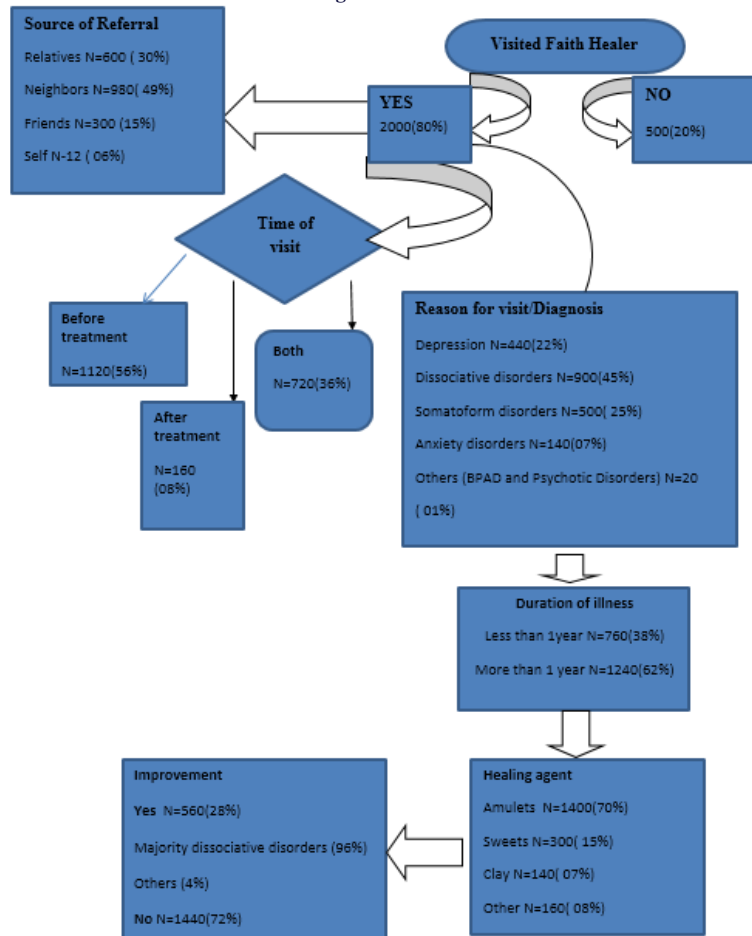 Source of Referral
Relatives N=600 ( 30%)
Neighbors N=980( 49%)
Friends N=300 (15%)
Self N-12 ( 06%)
Visited Faith Healer
YES
2000(80%)
NO
500(20%)
Time of
visit
Before
treatment
N=1120(56%)
After
treatment
N=160
(08%)
Both
N=720(36%)
Reason for visit/Diagnosis
Depression N=440(22%)
Dissociative disorders N=900(45%)
Somatoform disorders N=500( 25%)
Anxiety disorders N=140(07%)
Others (BPAD and Psychotic Disorders) N=20
( 01%)
Duration of illness
Less than 1year N=760(38%)
More than 1 year N=1240(62%)
Healing agent
Amulets N=1400(70%)
Sweets N=300( 15%)
Clay N=140( 07%)
Other N=160( 08%)
Improvement
Yes N=560(28%)
Majority dissociative disorders (96%)
Others (4%)
No N=1440(72%)